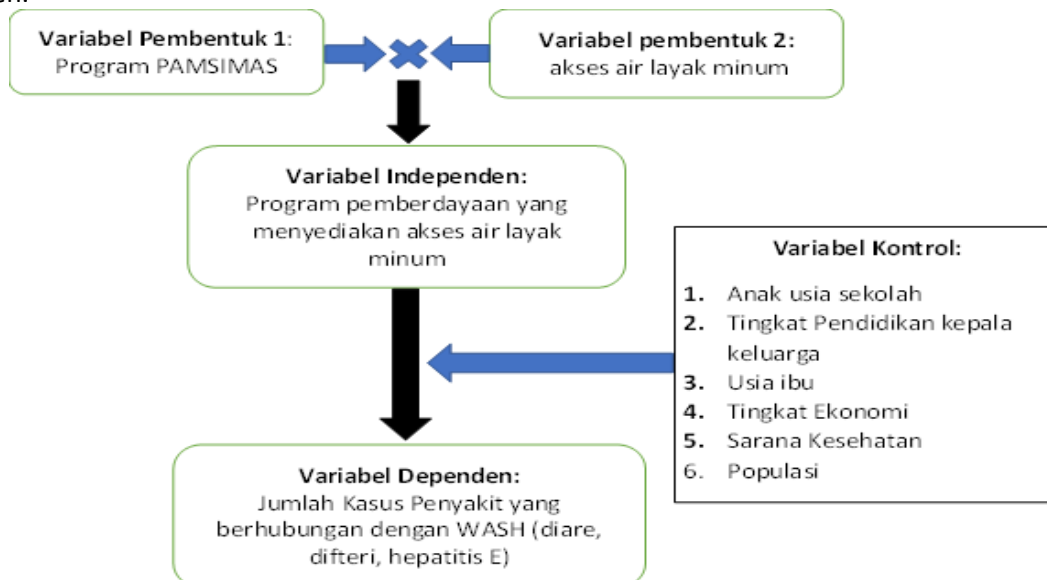 Variabel Pembentuk 1:
Program PAMSIMAS
Variabel pembentuk 2:
akses air layak minum
Variabel Independen:
Program pemberdayaan yang
menyediakan akses air layak
minum
Variabel Kontrol:
1. Anak usia sekolah
2. Tingkat Pendidikan kepala
keluarga
3. Usia ibu
4. Tingkat Ekonomi
5. Sarana Kesehatan
6. Populasi
Variabel Dependen:
Jumlah Kasus Penyakit yang
berhubungan dengan WASH (diare,
difteri, hepatitis E)